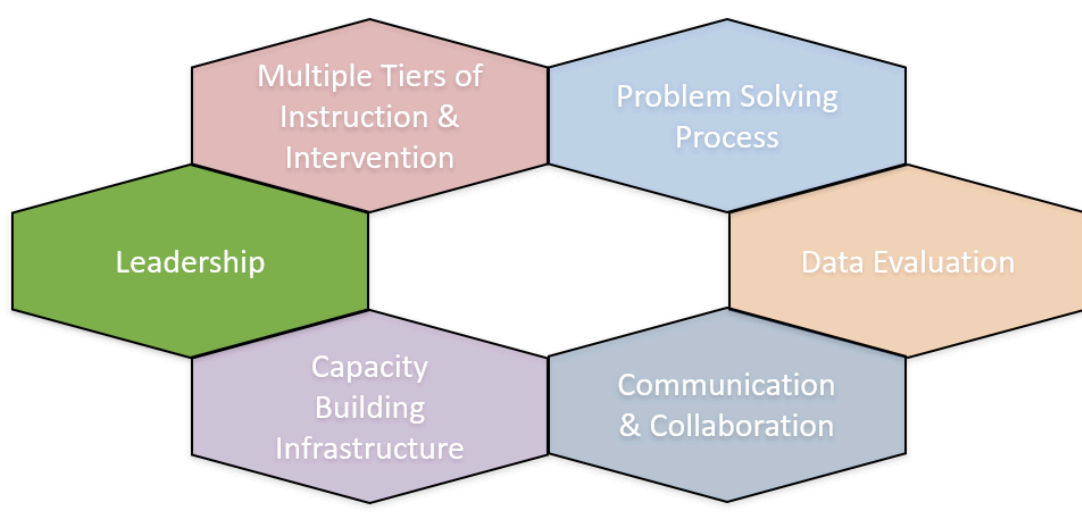 Multiple Tiers of
Instruction &
Intervention
Problem Solving
Process
Leadership
Data Evaluation
Capacity
Building
Infrastructure
Communication
& Collaboration